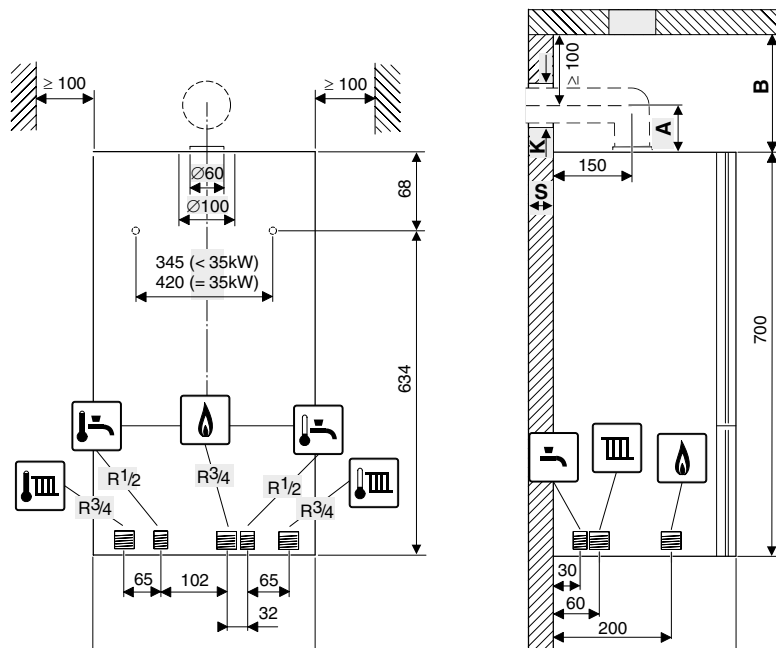 ≥ 100
≥ 100
Ø60
Ø100
68
345 (< 35kW)
420 (= 35kW)
634
R1/2
R3/4
R1/2
R3/4
R3/4
65
102
65
32
≥ 100
B
A
K
150
S
700
30
60
200